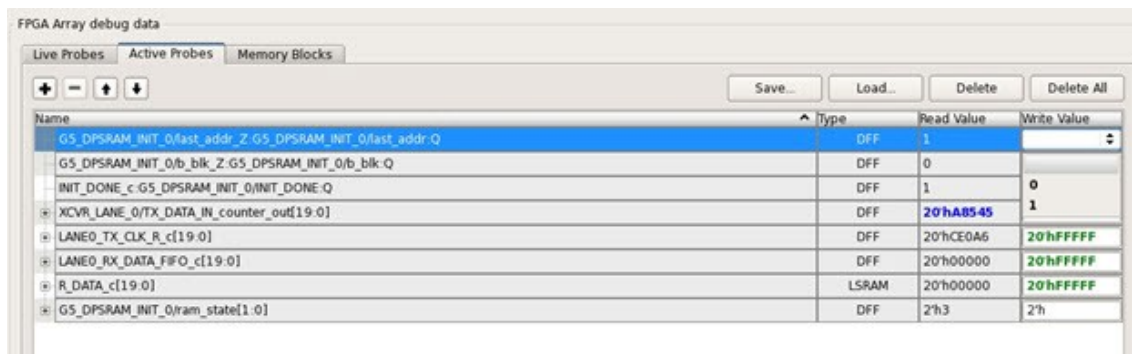 FPGA Array debug data
Live Probes Active Probes Memory Blocks
Save... Load... Delete Delete All
Name Type Read Value Write Value
G5_DPSRAM_INIT_0/last_addr_Z:G5_DPSRAM_INIT_0/last_addr:Q DFF 1
G5_DPSRAM_INIT_0/b_blk_Z:G5_DPSRAM_INIT_0/b_blk:Q DFF 0
INIT_DONE_c:G5_DPSRAM_INIT_0/INIT_DONE:Q DFF 1 0
XCVR_LANE_0/TX_DATA_IN_counter_out[19:0] DFF 20'hA8545 1
LANE0_TX_CLK_R_c[19:0] DFF 20'hCE0A6 20'hFFFFF
LANE0_RX_DATA_FIFO_c[19:0] DFF 20'h00000 20'hFFFFF
R_DATA_c[19:0] LSRAM 20'h00000 20'hFFFFF
G5_DPSRAM_INIT_0/ram_state[1:0] DFF 2'h3 2'h